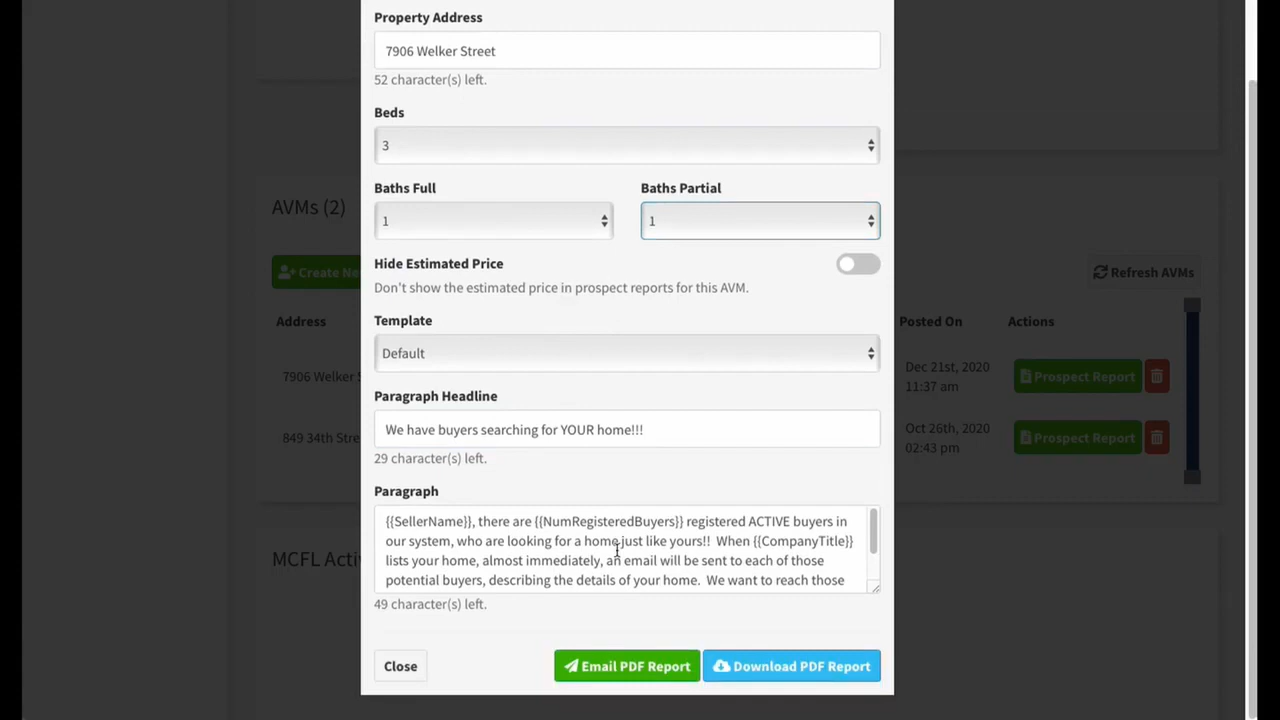 Property Address
7906 Welker Street
52 character(s) left.
Beds
3
Baths Full
Baths Partial
1
1
Hide Estimated Price
Don't show the estimated price in prospect reports for this AVM.
Template
Default
Paragraph Headline
We have buyers searching for YOUR home!!!
29 character(s) left.
Paragraph
{{SellerName}}, there are {{NumRegisteredBuyers}} registered ACTIVE buyers in
our system, who are looking for a home just like yours!! When {{CompanyTitle}}
lists your home, almost immediately, an email will be sent to each of those
potential buyers, describing the details of your home. We want to reach those
49 character(s) left.
Close
Email PDF Report
Download PDF Report
AVMs (2)
Create Ne
Refresh AVMs
Address
Posted On
Actions
7906 Welker S
Dec 21st, 2020
11:37 am
Prospect Report
849 34th Stre
Oct 26th, 2020
02:43 pm
Prospect Report
MCFL Acti